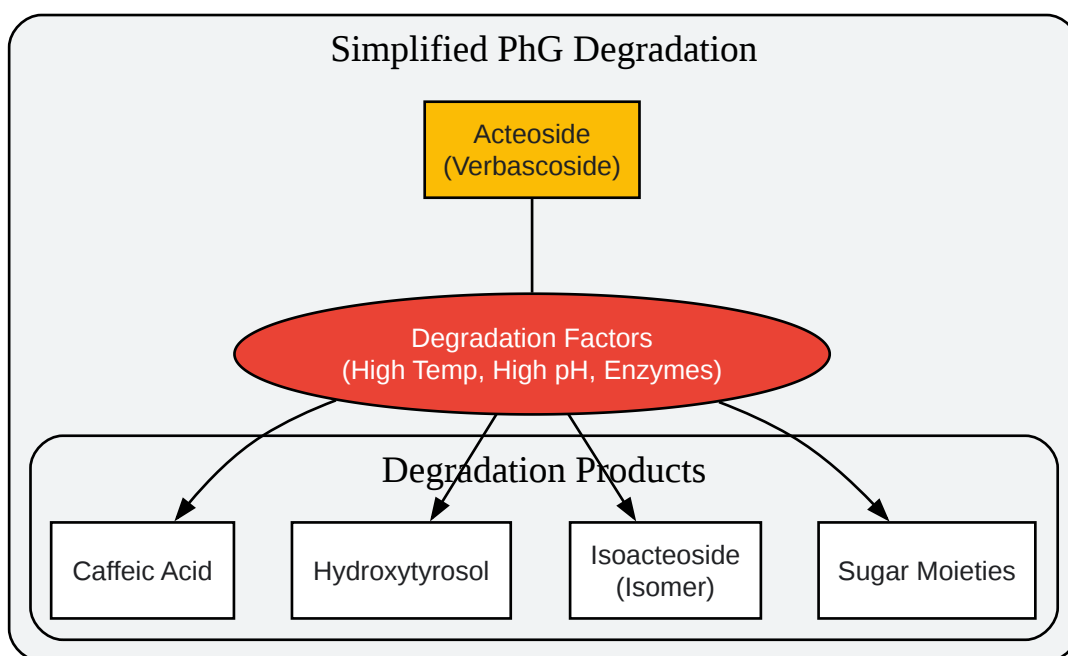 Simplified PhG Degradation
Acteoside
(Verbascoside)
Degradation Factors
(High Temp, High pH, Enzymes)
Degradation Products
Caffeic Acid
Hydroxytyrosol
Isoacteoside
(Isomer)
Sugar Moieties